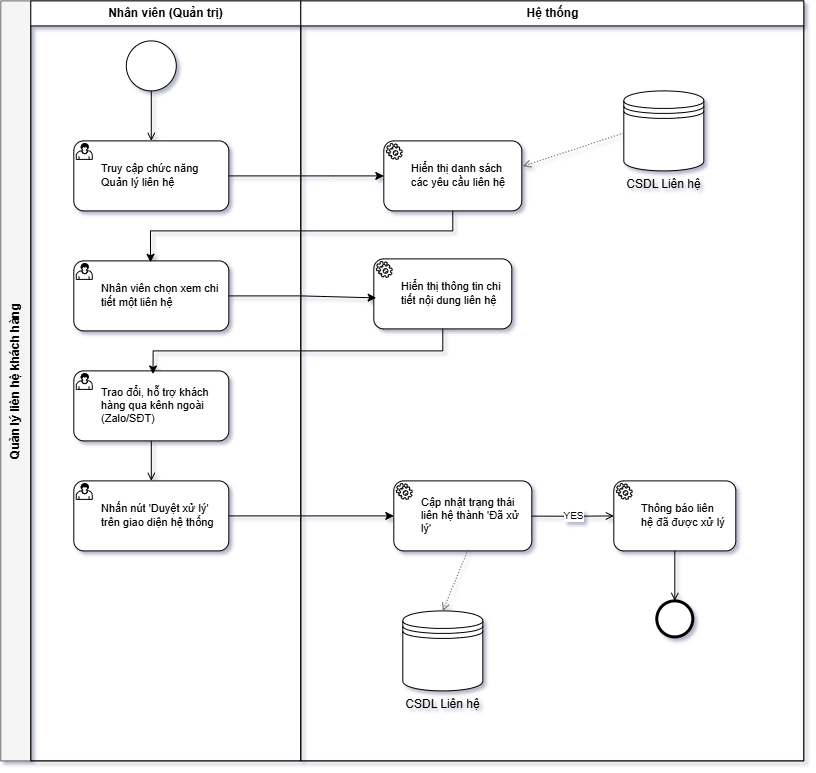 Nhân viên (Quản trị)
Hệ thống
Quản lý liên hệ khách hàng
Truy cập chức năng
Quản lý liên hệ
Hiển thị danh sách
các yêu cầu liên hệ
CSDL Liên hệ
Nhân viên chọn xem chi
tiết một liên hệ
Hiển thị thông tin chi
tiết nội dung liên hệ
Trao đổi, hỗ trợ khách
hàng qua kênh ngoài
(Zalo/SĐT)
Nhấn nút 'Duyệt xử lý'
trên giao diện hệ thống
Cập nhật trạng thái
liên hệ thành 'Đã xử
lý'
YES
Thông báo liên
hệ đã được xử lý
CSDL Liên hệ